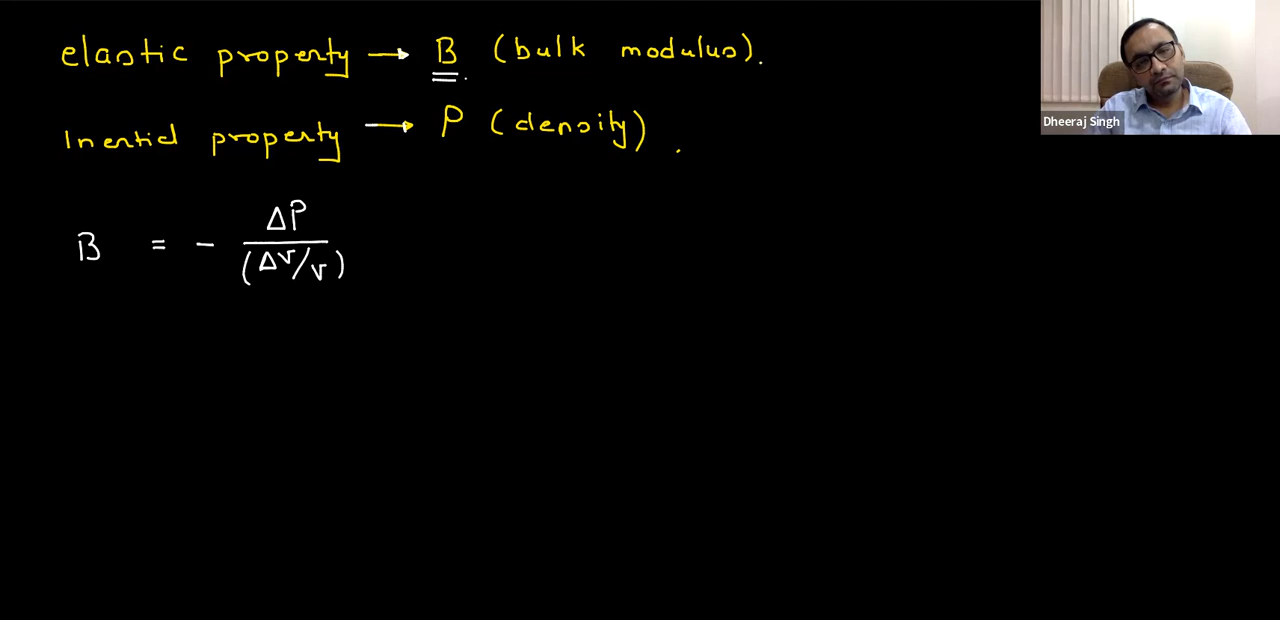 elastic property → B (bulk modulus).
Inertial property → ρ (density).
B = - ΔP
(ΔV/V)
Dheeraj Singh